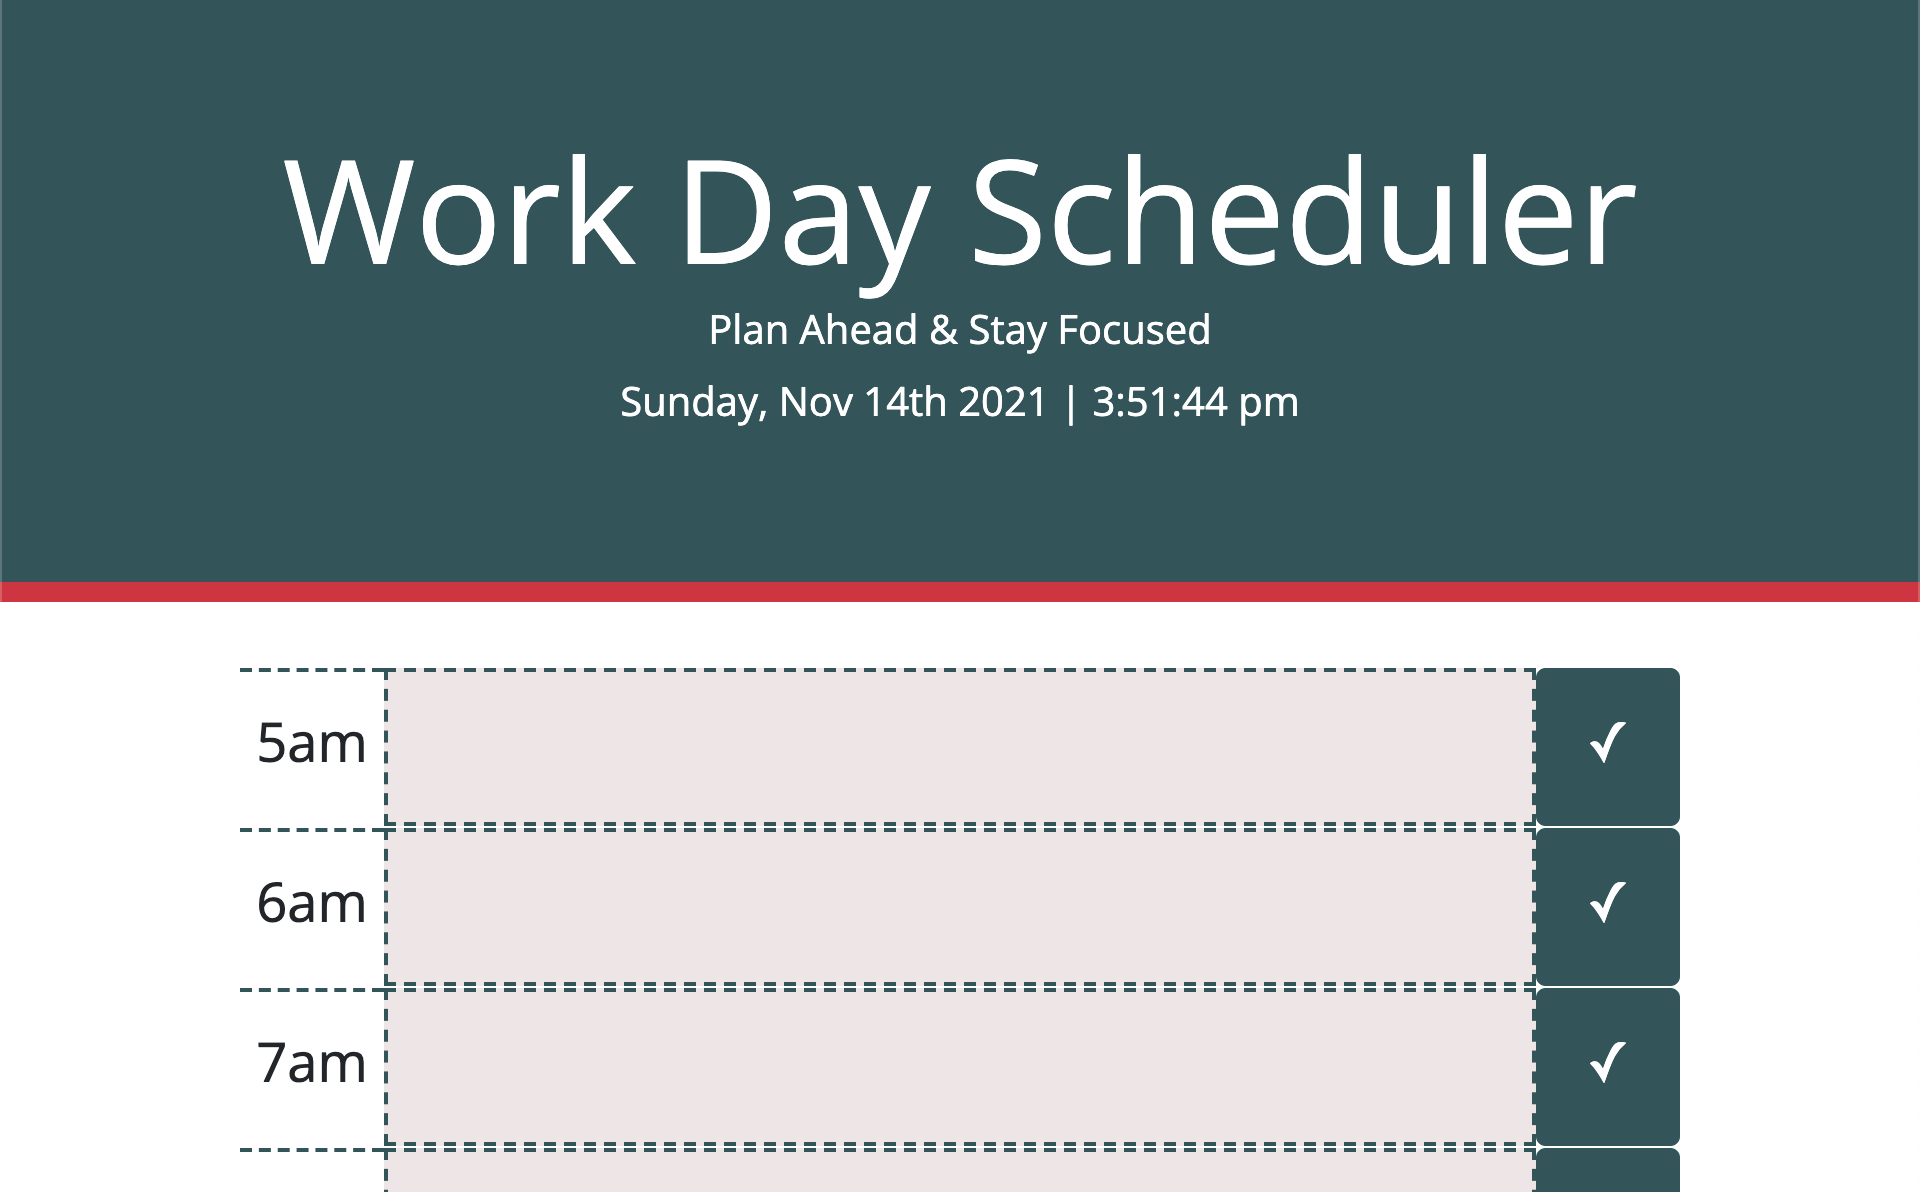 Work Day Scheduler
Plan Ahead & Stay Focused
Sunday, Nov 14th 2021 | 3:51:44 pm
5am
6am
7am